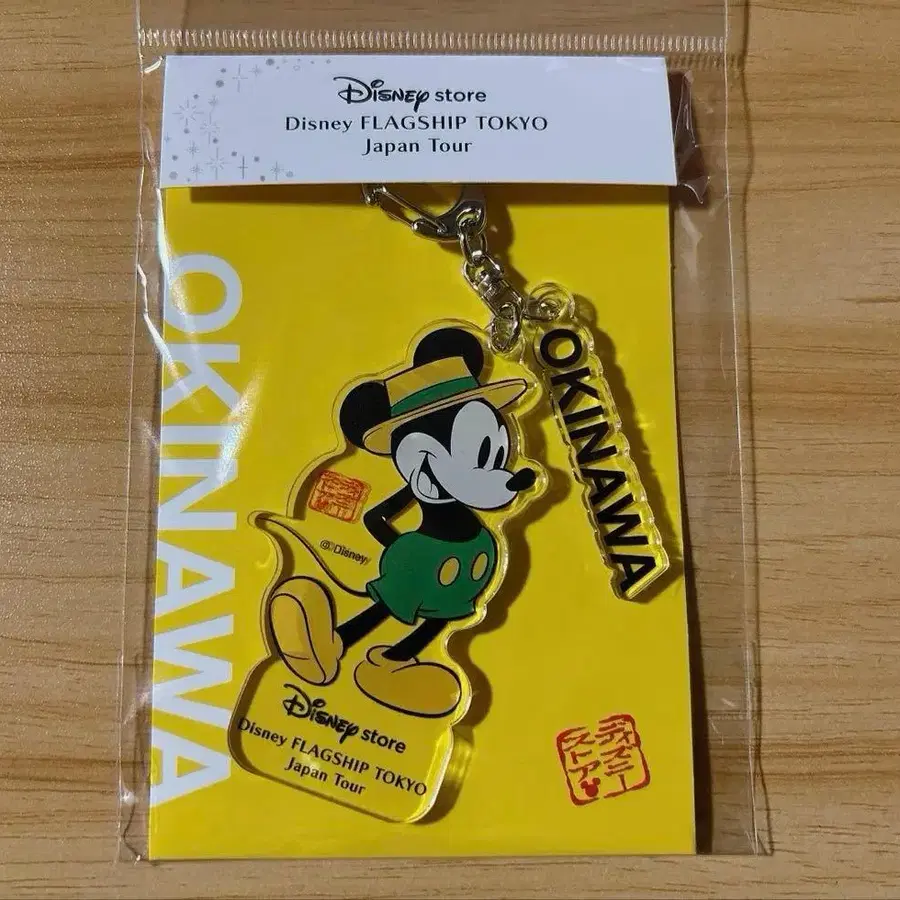 Disney store
Disney FLAGSHIP TOKYO
Japan Tour
OKINAWA
OKINAWA
© Disney
Disney store
Disney FLAGSHIP TOKYO
Japan Tour
ディズニー
ストア